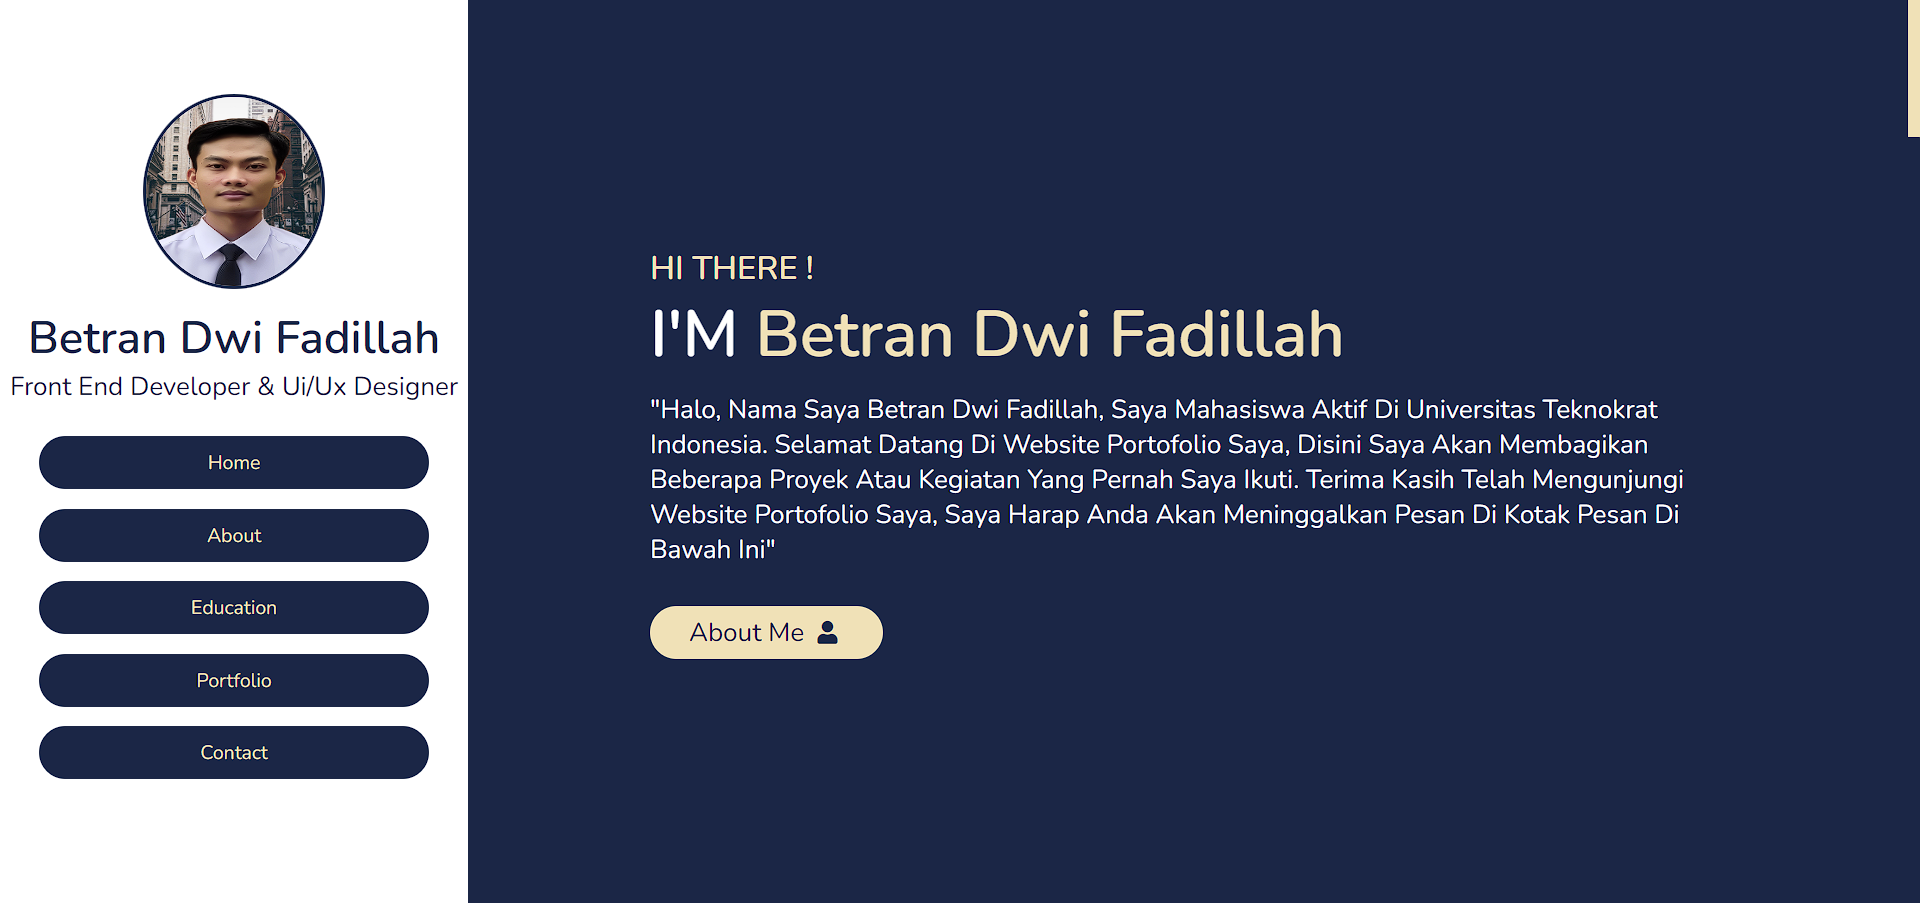 Betran Dwi Fadillah
Front End Developer & Ui/Ux Designer
Home
About
Education
Portfolio
Contact
HI THERE !
I'M Betran Dwi Fadillah
"Halo, Nama Saya Betran Dwi Fadillah, Saya Mahasiswa Aktif Di Universitas Teknokrat
Indonesia. Selamat Datang Di Website Portofolio Saya, Disini Saya Akan Membagikan
Beberapa Proyek Atau Kegiatan Yang Pernah Saya Ikuti. Terima Kasih Telah Mengunjungi
Website Portofolio Saya, Saya Harap Anda Akan Meninggalkan Pesan Di Kotak Pesan Di
Bawah Ini"
About Me